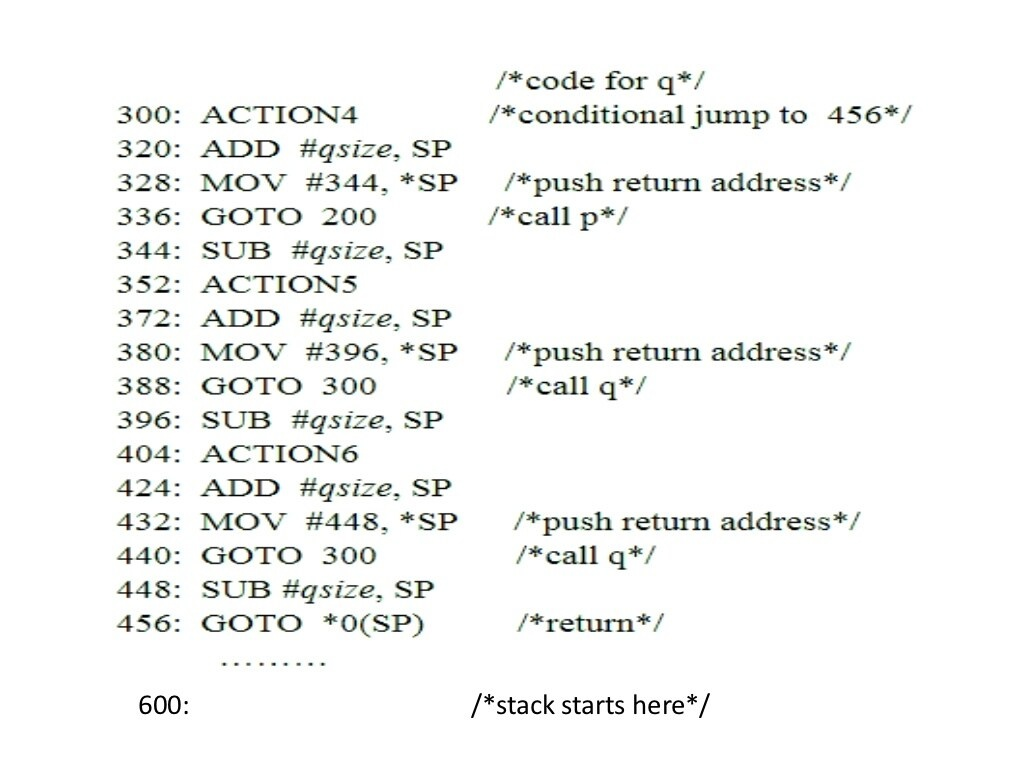 /*code for q*/
300: ACTION4 /*conditional jump to 456*/
320: ADD #qsize, SP
328: MOV #344, *SP /*push return address*/
336: GOTO 200 /*call p*/
344: SUB #qsize, SP
352: ACTION5
372: ADD #qsize, SP
380: MOV #396, *SP /*push return address*/
388: GOTO 300 /*call q*/
396: SUB #qsize, SP
404: ACTION6
424: ADD #qsize, SP
432: MOV #448, *SP /*push return address*/
440: GOTO 300 /*call q*/
448: SUB #qsize, SP
456: GOTO *0(SP) /*return*/
.........
600: /*stack starts here*/